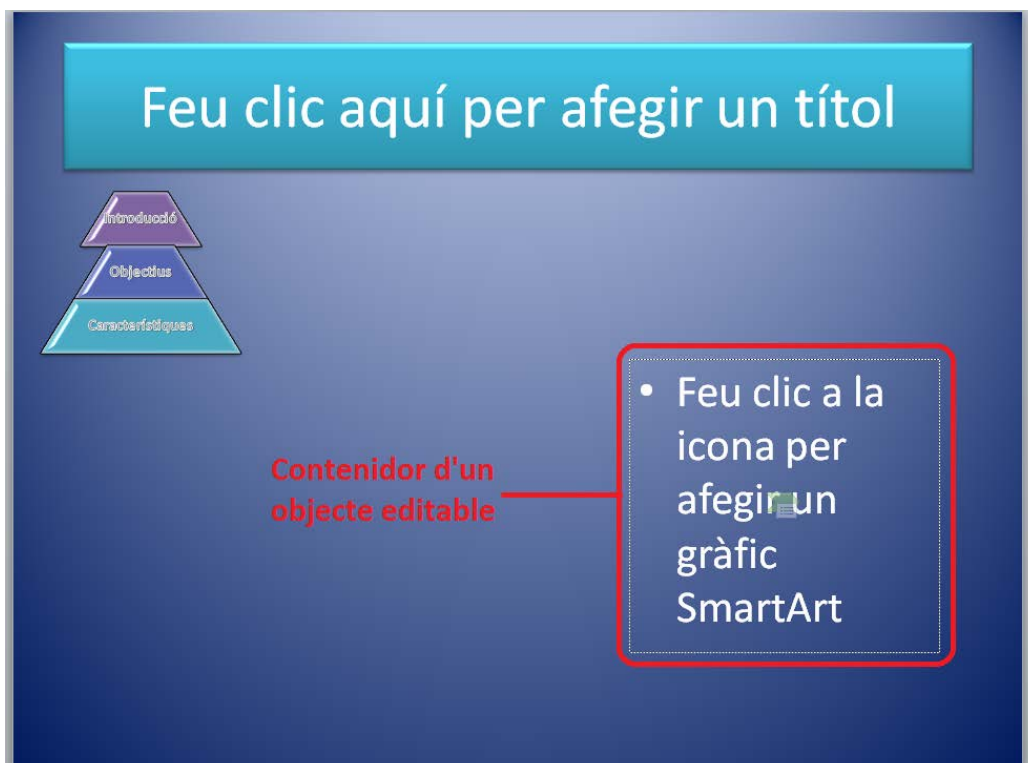 Feu clic aquí per afegir un títol
Introducció
Objectius
Característiques
Contenidor d'un
objecte editable
• Feu clic a la
icona per
afegir un
gràfic
SmartArt